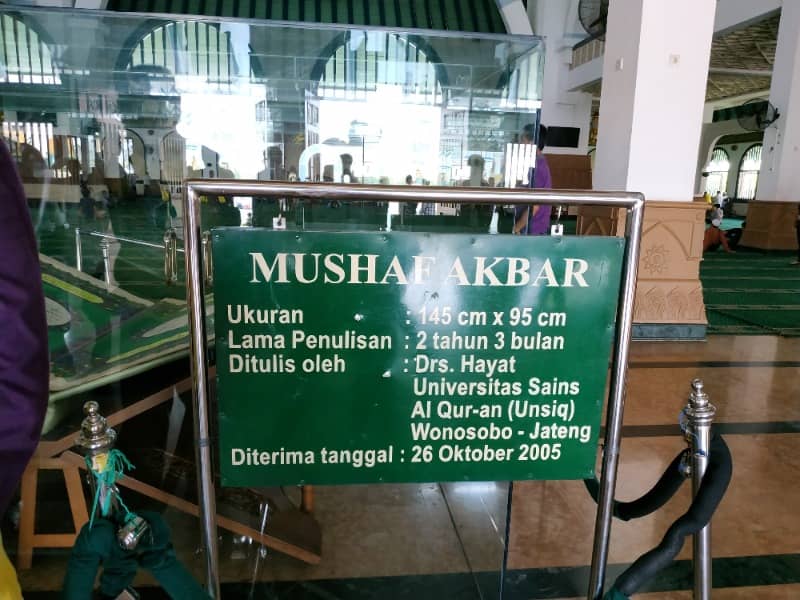 MUSHAF AKBAR
Ukuran : 145 cm x 95 cm
Lama Penulisan : 2 tahun 3 bulan
Ditulis oleh : Drs. Hayat
Universitas Sains
Al Qur-an (Unsiq)
Wonosobo - Jateng
Diterima tanggal : 26 Oktober 2005